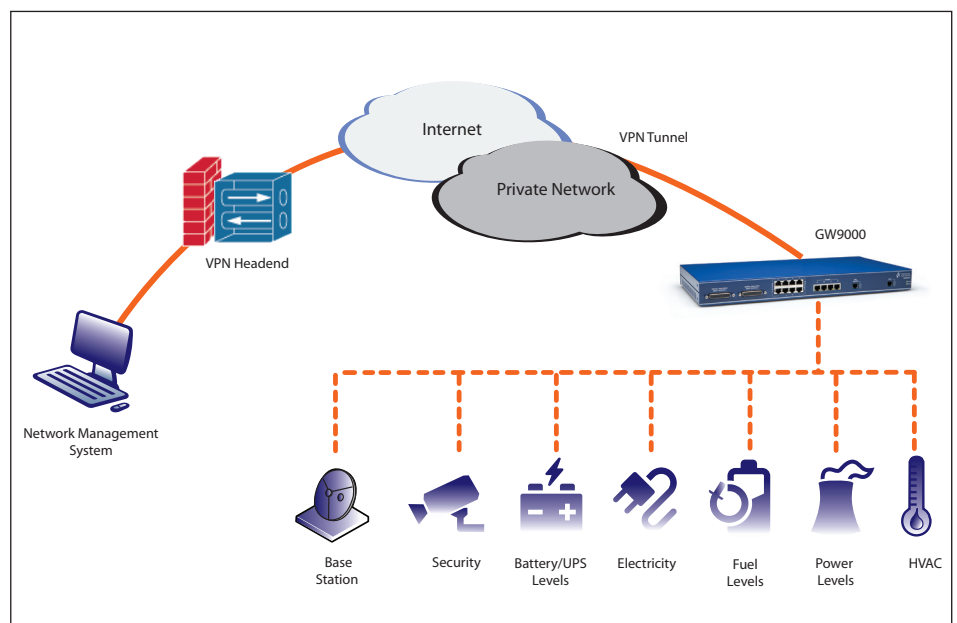 Internet
VPN Tunnel
Private Network
GW9000
VPN Headend
Network Management
System
Base
Station
Security
Battery/UPS
Levels
Electricity
Fuel
Levels
Power
Levels
HVAC